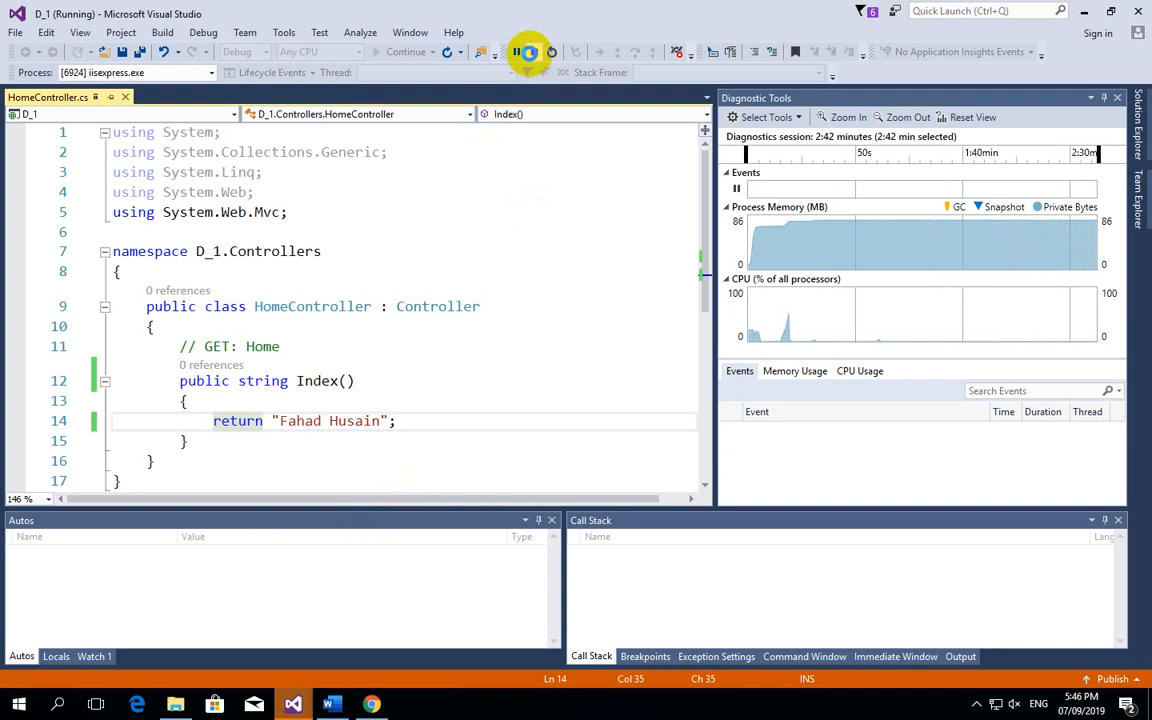 D_1 (Running) - Microsoft Visual Studio
6
Quick Launch (Ctrl+Q)
File Edit View Project Build Debug Team Tools Test Analyze Window Help
Sign in
Debug Any CPU Continue
No Application Insights Events
Process: [6924] iisexpress.exe Lifecycle Events Thread: Stack Frame:
HomeController.cs
D_1 D_1.Controllers.HomeController Index()
1 using System;
2 using System.Collections.Generic;
3 using System.Linq;
4 using System.Web;
5 using System.Web.Mvc;
6
7 namespace D_1.Controllers
8 {
0 references
9 public class HomeController : Controller
10 {
11 // GET: Home
0 references
12 public string Index()
13 {
14 return "Fahad Husain";
15 }
16 }
17 }
146 %
Diagnostic Tools
Select Tools Zoom In Zoom Out Reset View
Diagnostics session: 2:42 minutes (2:42 min selected)
50s 1:40min 2:30m
Events
Process Memory (MB) GC Snapshot Private Bytes
86 86
0 0
CPU (% of all processors)
100 100
0 0
Events Memory Usage CPU Usage
Search Events
Event Time Duration Thread
Solution Explorer
Team Explorer
Autos
Name Value Type
Autos Locals Watch 1
Call Stack
Name Lang
Call Stack Breakpoints Exception Settings Command Window Immediate Window Output
Ln 14 Col 35 Ch 35 INS Publish
ENG
5:46 PM
07/09/2019
2